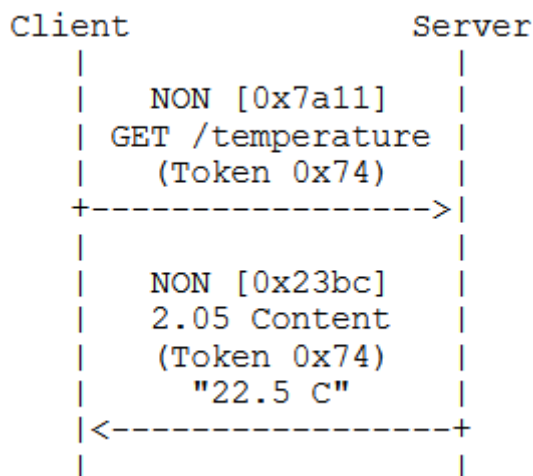 Client Server
NON [0x7a11]
GET /temperature
(Token 0x74)
NON [0x23bc]
2.05 Content
(Token 0x74)
"22.5 C"